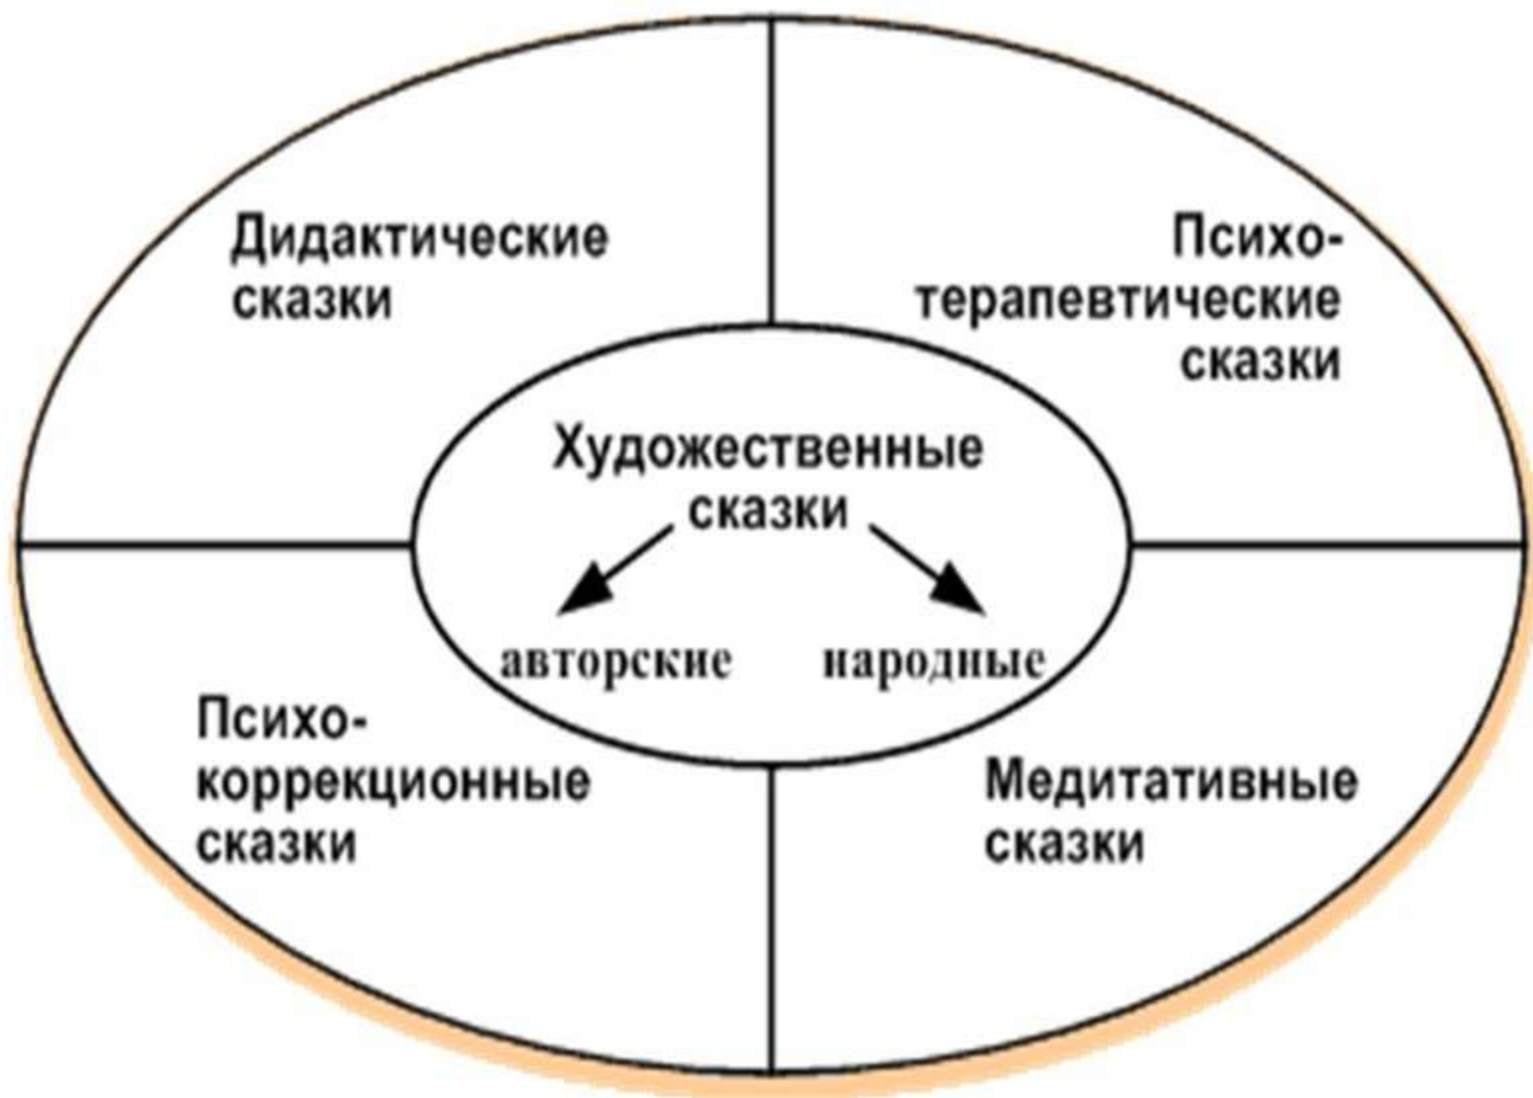 Дидактические
сказки
Психо-
терапевтические
сказки
Художественные
сказки
авторские
народные
Психо-
коррекционные
сказки
Медитативные
сказки